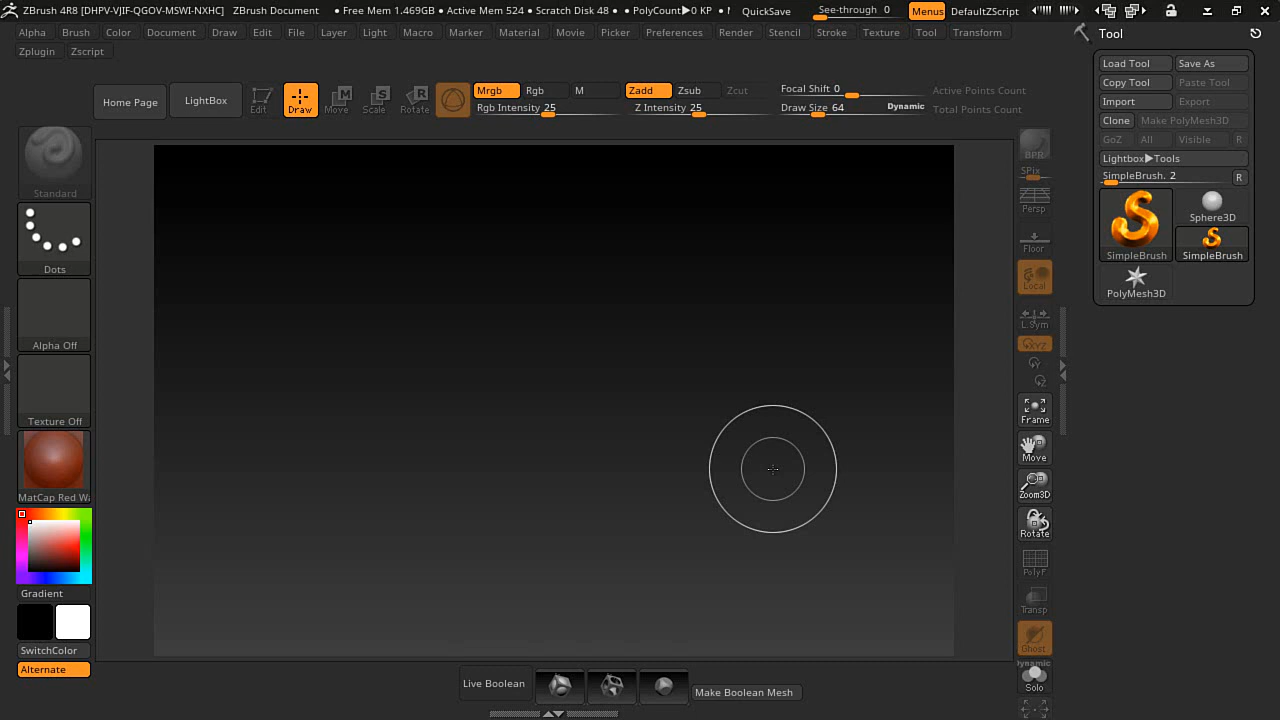 ZBrush 4R8 [DHPV-VJIF-QGOV-MSWI-NXHC] ZBrush Document • Free Mem 1.469GB • Active Mem 524 • Scratch Disk 48 • PolyCount▶0 KP QuickSave See-through 0 Menus DefaultZScript
Alpha Brush Color Document Draw Edit File Layer Light Macro Marker Material Movie Picker Preferences Render Stencil Stroke Texture Tool Transform
Zplugin Zscript
Tool
Load Tool Save As
Copy Tool Paste Tool
Import Export
Clone Make PolyMesh3D
GoZ All Visible R
Lightbox▶Tools
SimpleBrush. 2 R
SimpleBrush
Sphere3D
SimpleBrush
PolyMesh3D
Home Page
LightBox
Edit
Draw
Move
Scale
Rotate
Mrgb Rgb M
Rgb Intensity 25
Zadd Zsub Zcut
Z Intensity 25
Focal Shift 0
Draw Size 64 Dynamic
Active Points Count
Total Points Count
Standard
Dots
Alpha Off
Texture Off
MatCap Red Wa
Gradient
SwitchColor
Alternate
BPR
SPix
Persp
Floor
Local
L.Sym
XYZ
Y
Z
Frame
Move
Zoom3D
Rotate
PolyF
Transp
Ghost
Dynamic
Solo
Live Boolean
Make Boolean Mesh